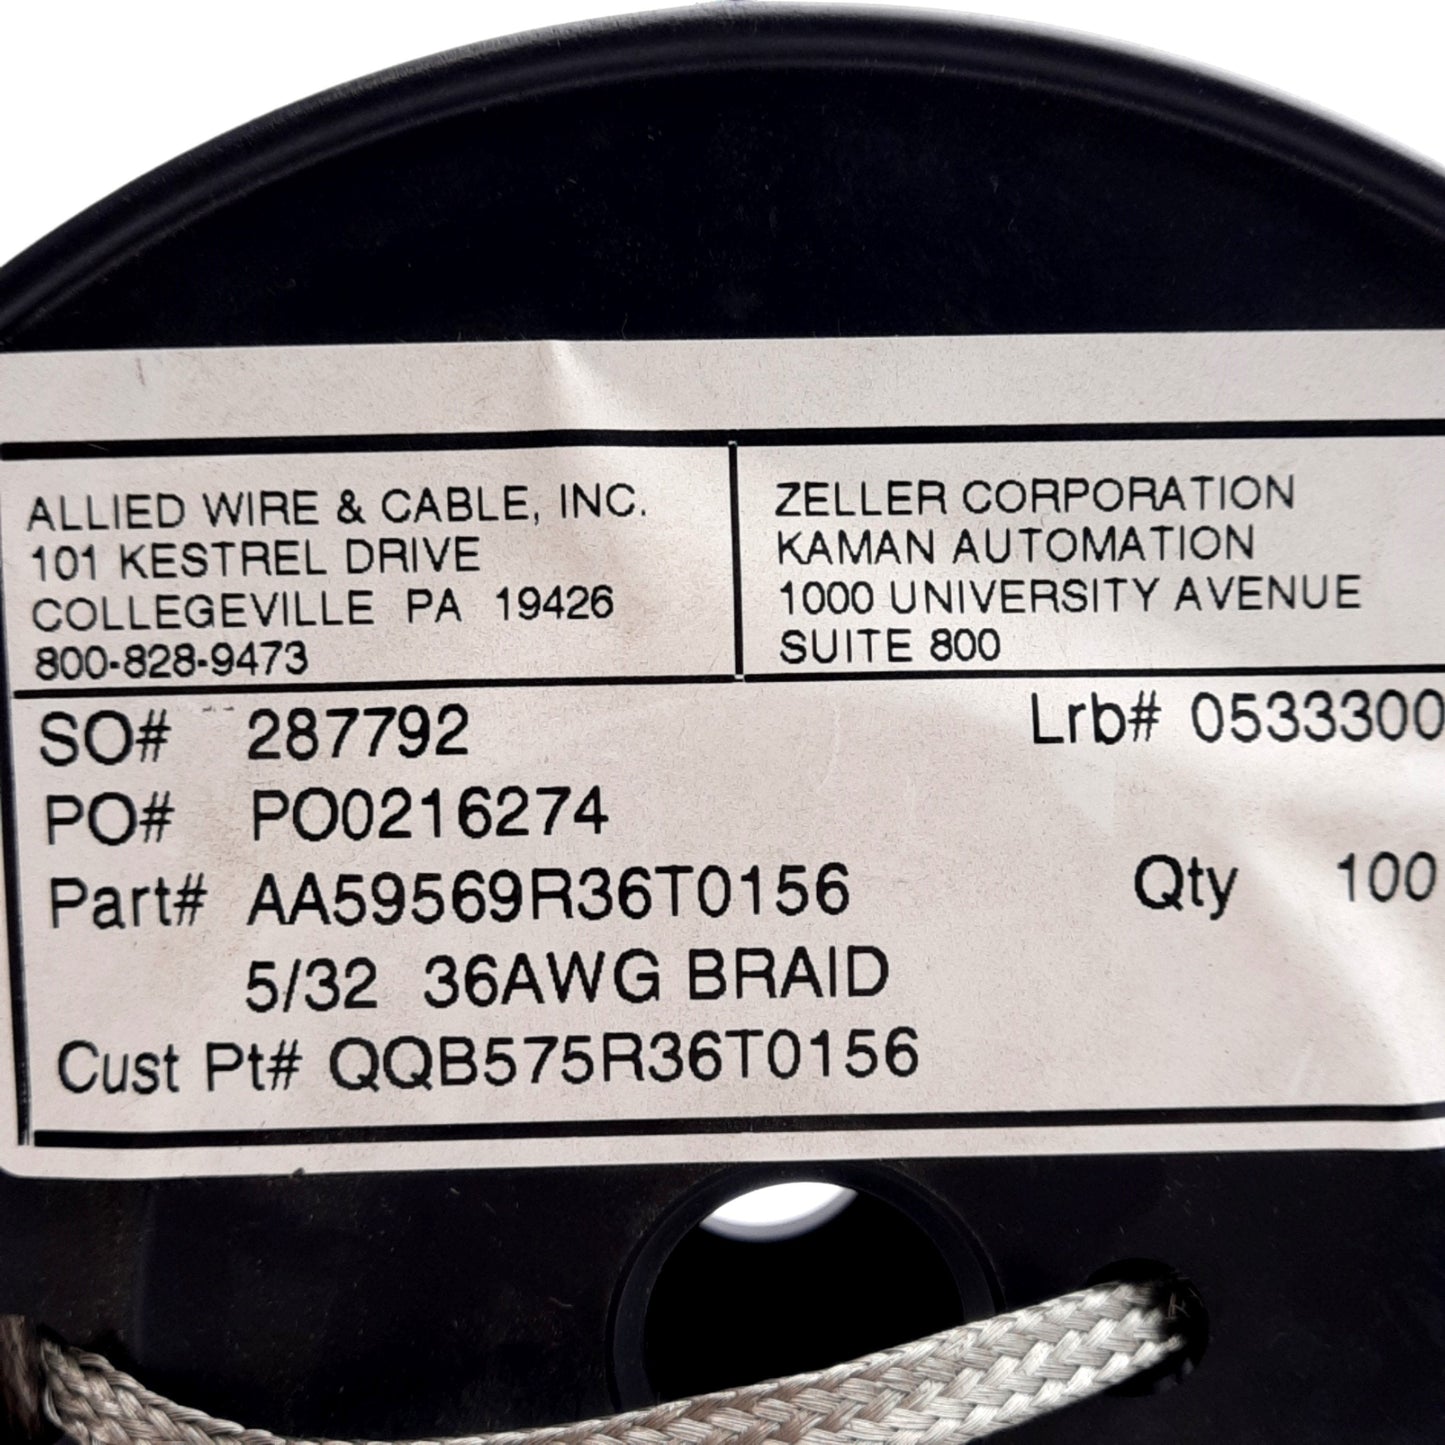 ALLIED WIRE & CABLE, INC.
101 KESTREL DRIVE
COLLEGEVILLE PA 19426
800-828-9473
ZELLER CORPORATION
KAMAN AUTOMATION
1000 UNIVERSITY AVENUE
SUITE 800
SO# 287792 Lrb# 0533300
PO# PO0216274
Part# AA59569R36T0156 Qty 100
5/32 36AWG BRAID
Cust Pt# QQB575R36T0156